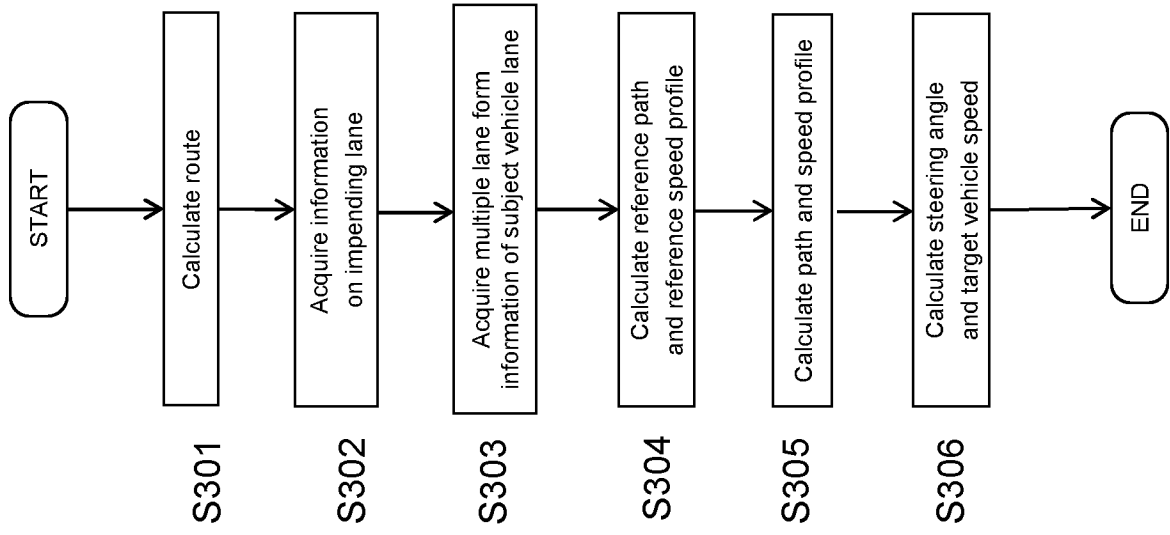 START
S301
Calculate route
S302
Acquire information
on impending lane
S303
Acquire multiple lane form
information of subject vehicle lane
S304
Calculate reference path
and reference speed profile
S305
Calculate path and speed profile
S306
Calculate steering angle
and target vehicle speed
END